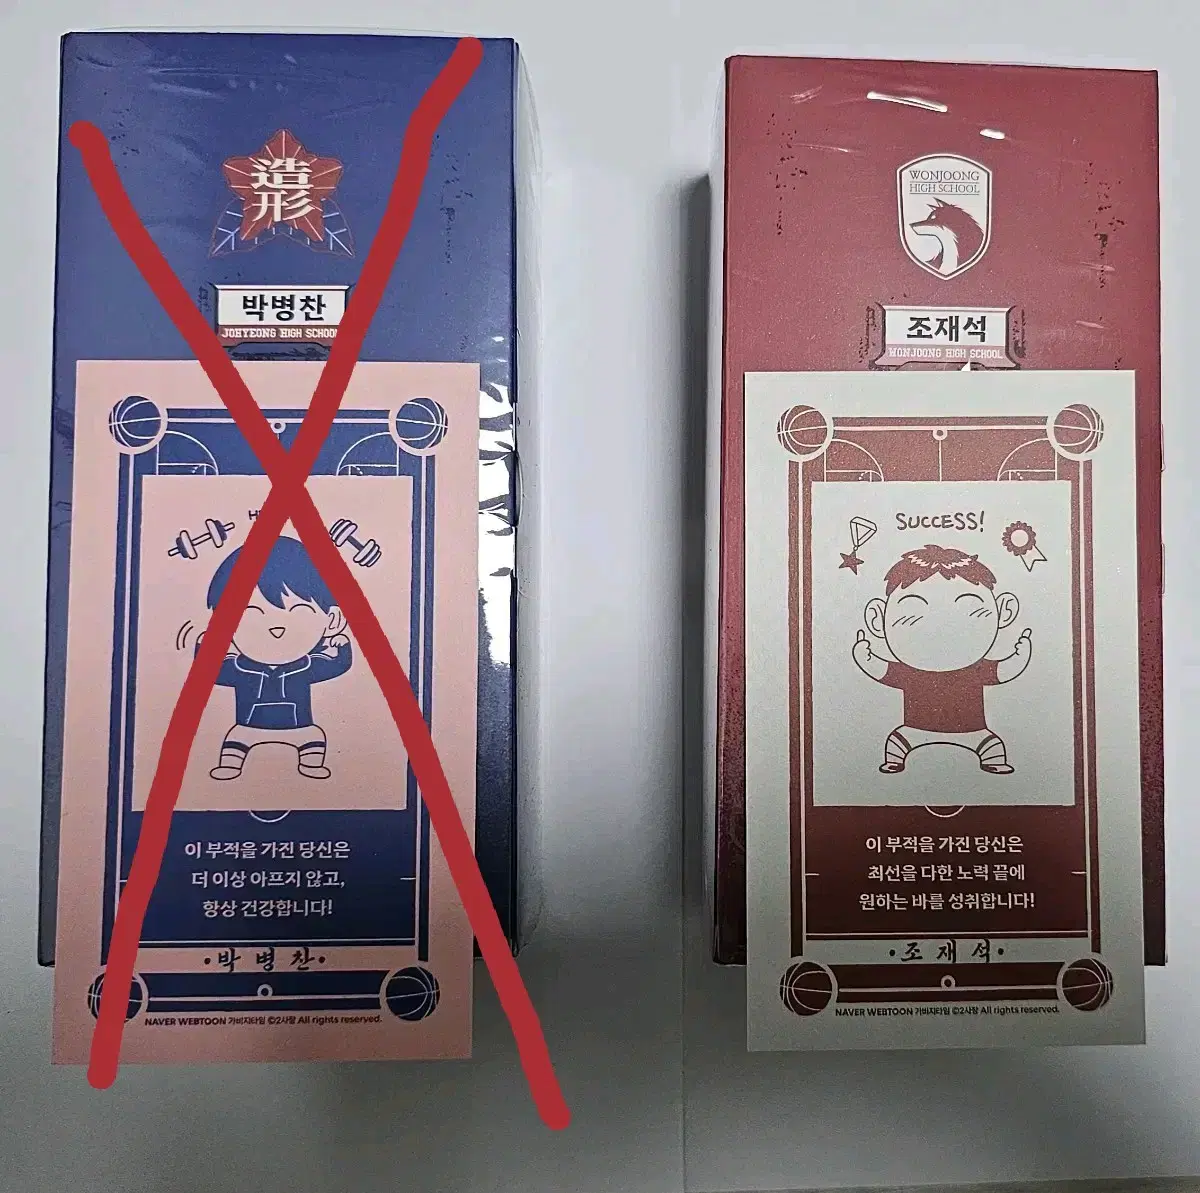 造
形
박병찬
JOHYEONG HIGH SCHOOL
이 부적을 가진 당신은
더 이상 아프지 않고,
항상 건강합니다!
•박병찬•
NAVER WEBTOON 가비지타임 ©2사장 All rights reserved.
WONJOONG
HIGH SCHOOL
조재석
WONJOONG HIGH SCHOOL
SUCCESS!
이 부적을 가진 당신은
최선을 다한 노력 끝에
원하는 바를 성취합니다!
•조재석•
NAVER WEBTOON 가비지타임 ©2사장 All rights reserved.